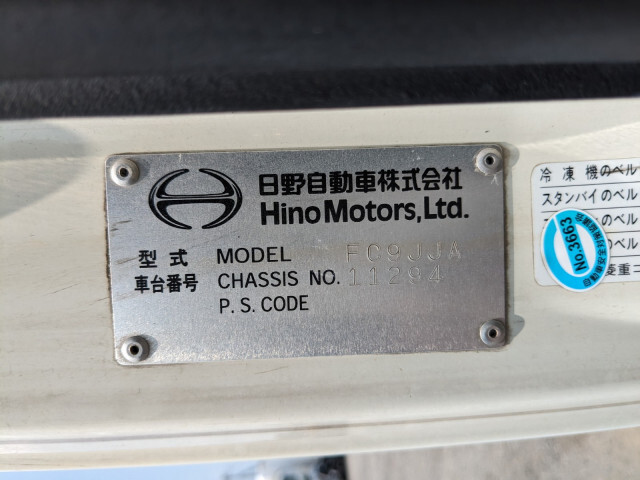 日野自動車株式会社
Hino Motors, Ltd.
型式 MODEL FC9JJA
車台番号 CHASSIS NO. 11294
P. S. CODE
冷凍機のベル
スタンバイのベル
No.3663